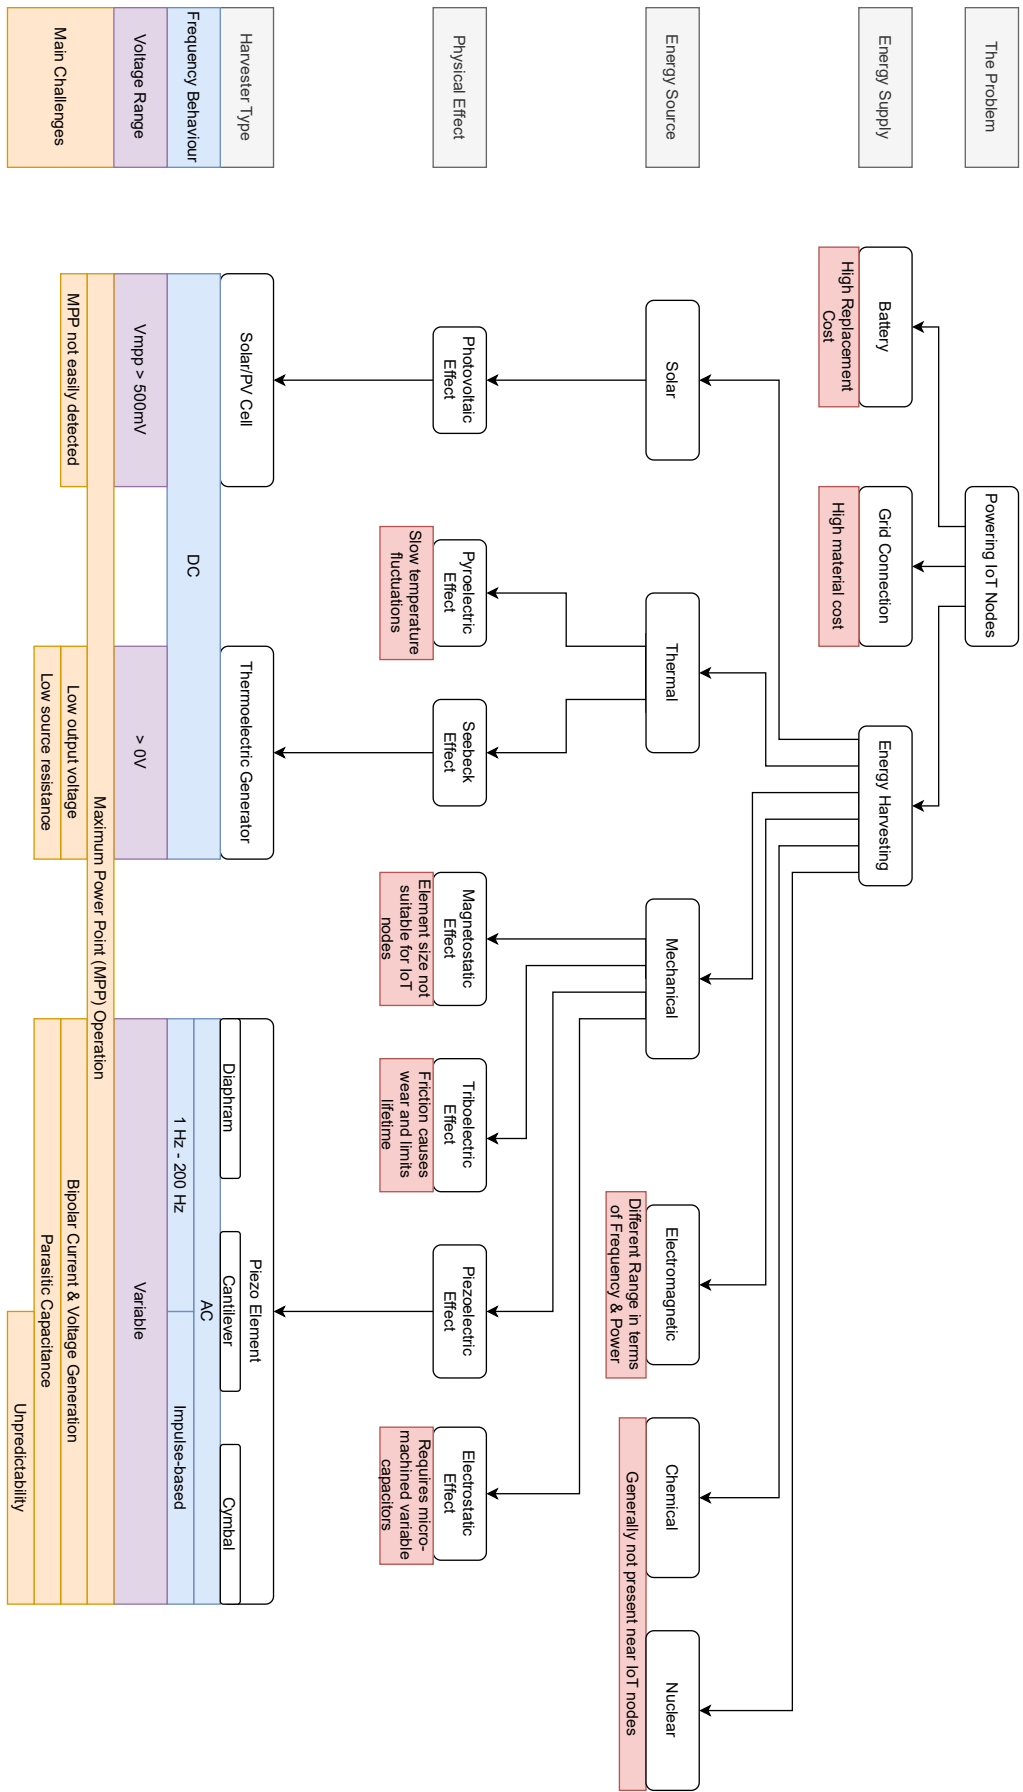 The Problem
Powering IoT Nodes
Energy Supply
Battery
High Replacement
Cost
Grid Connection
High material cost
Energy Harvesting
Energy Source
Solar
Thermal
Mechanical
Electromagnetic
Different Range in terms
of Frequency & Power
Chemical
Nuclear
Generally not present near IoT nodes
Physical Effect
Photovoltaic
Effect
Pyroelectric
Effect
Slow temperature
fluctuations
Seebeck
Effect
Magnetostatic
Effect
Element size not
suitable for IoT
nodes
Triboelectric
Effect
Friction causes
wear and limits
lifetime
Piezoelectric
Effect
Electrostatic
Effect
Requires micro-
machined variable
capacitors
Harvester Type
Solar/PV Cell
Thermoelectric Generator
Piezo Element
Diaphram
Cantilever
Cymbal
Frequency Behaviour
DC
AC
1 Hz - 200 Hz
Impulse-based
Voltage Range
Vmpp > 500mV
> 0V
Variable
Main Challenges
Maximum Power Point (MPP) Operation
MPP not easily detected
Low output voltage
Low source resistance
Bipolar Current & Voltage Generation
Parasitic Capacitance
Unpredictability